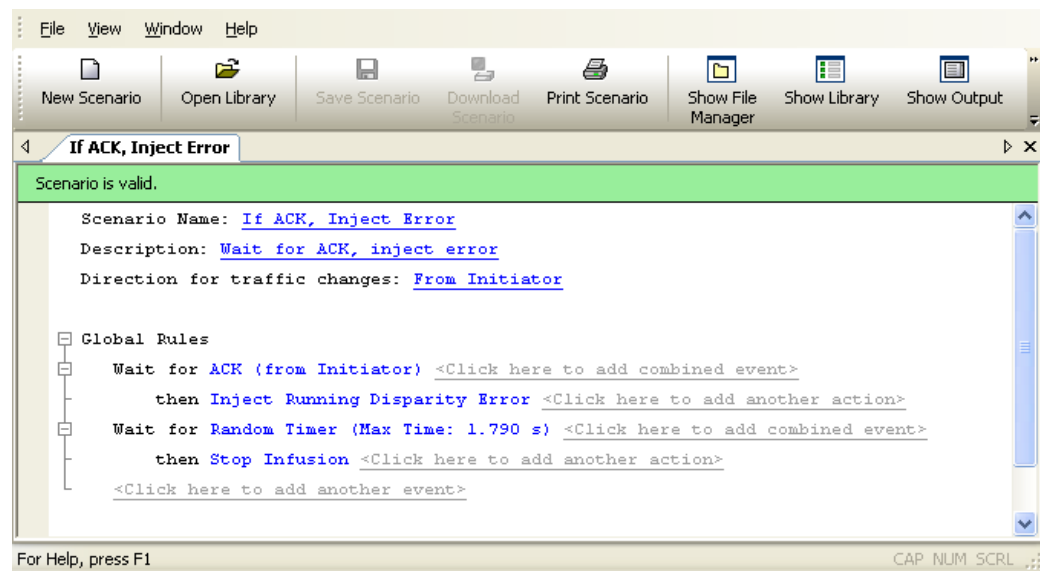 File View Window Help
New Scenario Open Library Save Scenario Download Scenario Print Scenario Show File Manager Show Library Show Output
If ACK, Inject Error
Scenario is valid.
Scenario Name: If ACK, Inject Error
Description: Wait for ACK, inject error
Direction for traffic changes: From Initiator
Global Rules
Wait for ACK (from Initiator) <Click here to add combined event>
then Inject Running Disparity Error <Click here to add another action>
Wait for Random Timer (Max Time: 1.790 s) <Click here to add combined event>
then Stop Infusion <Click here to add another action>
<Click here to add another event>
For Help, press F1 CAP NUM SCRL